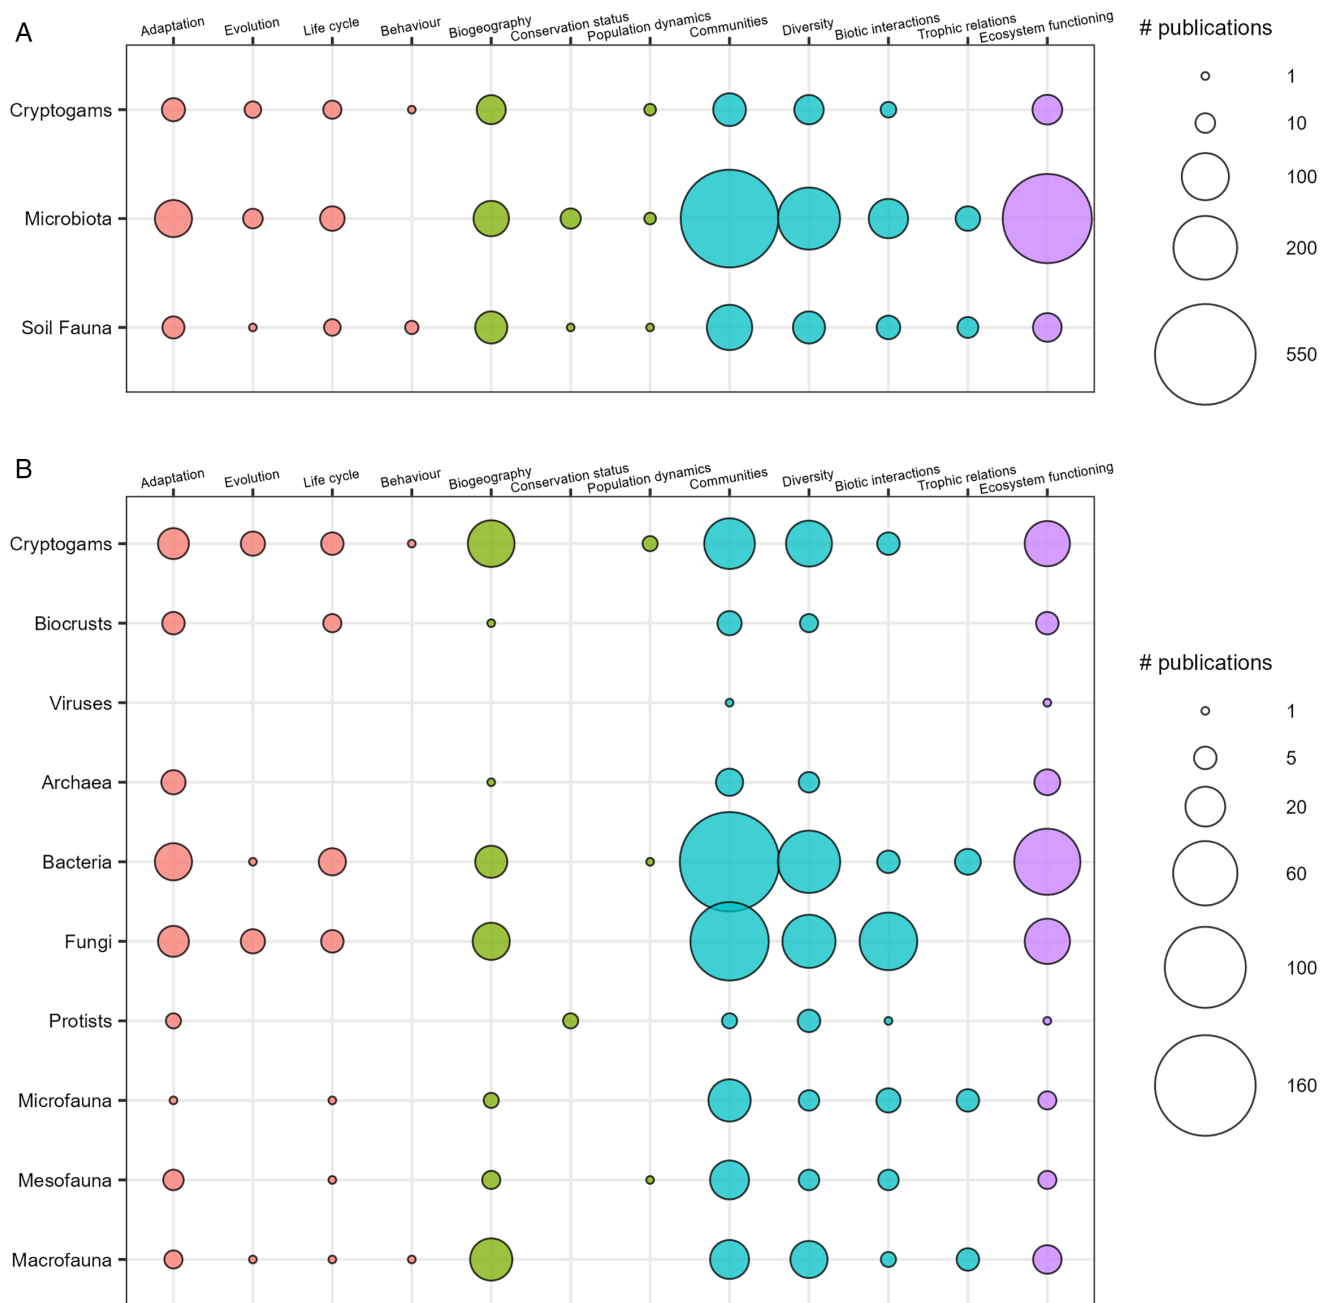 A
Adaptation Evolution Life cycle Behaviour Biogeography Conservation status Population dynamics Communities Diversity Biotic interactions Trophic relations Ecosystem functioning
# publications
Cryptogams
Microbiota
Soil Fauna
1
10
100
200
550
B
Adaptation Evolution Life cycle Behaviour Biogeography Conservation status Population dynamics Communities Diversity Biotic interactions Trophic relations Ecosystem functioning
Cryptogams
Biocrusts
Viruses
Archaea
Bacteria
Fungi
Protists
Microfauna
Mesofauna
Macrofauna
# publications
1
5
20
60
100
160